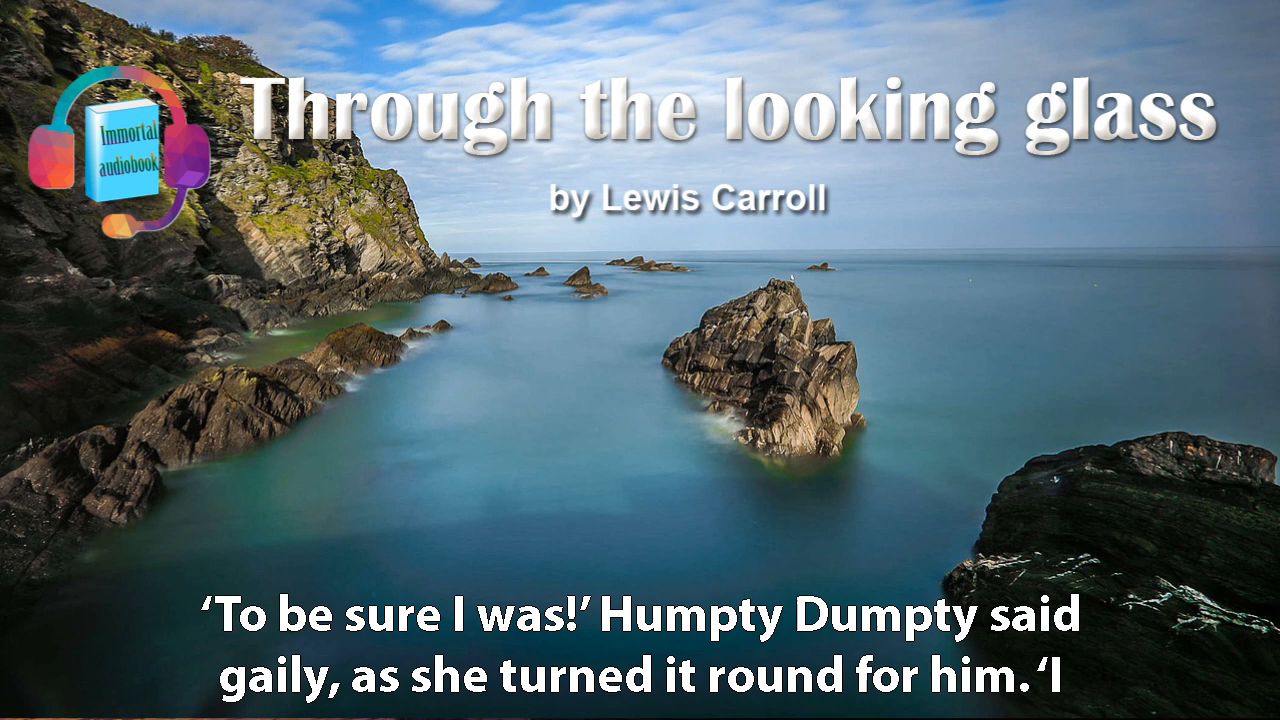 Through the looking glass
Immortal
audiobook
by Lewis Carroll
‘To be sure I was!’ Humpty Dumpty said
gaily, as she turned it round for him. ‘I